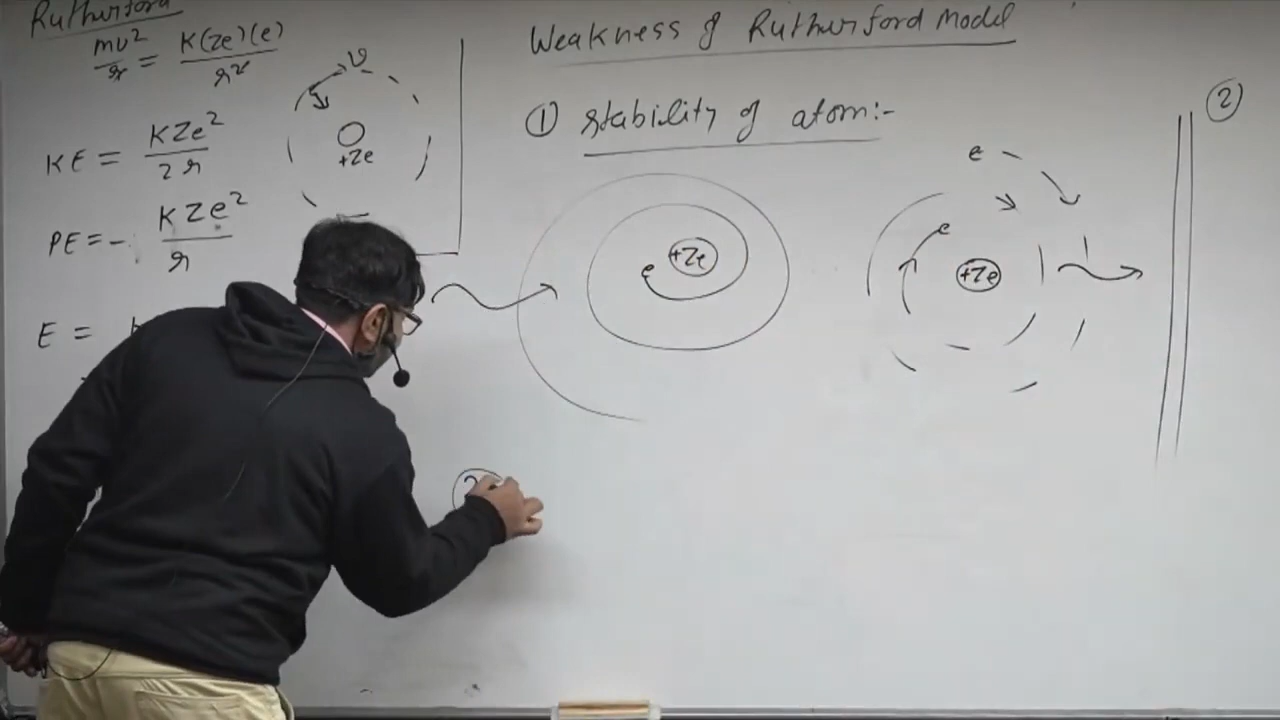 Rutherford
mv²/r = K(Ze)(e)/r²
v
+Ze
KE = KZe²/2r
PE = - KZe²/r
E =
Weakness of Rutherford Model
① stability of atom:-
+Ze
e
e
e
+Ze
②